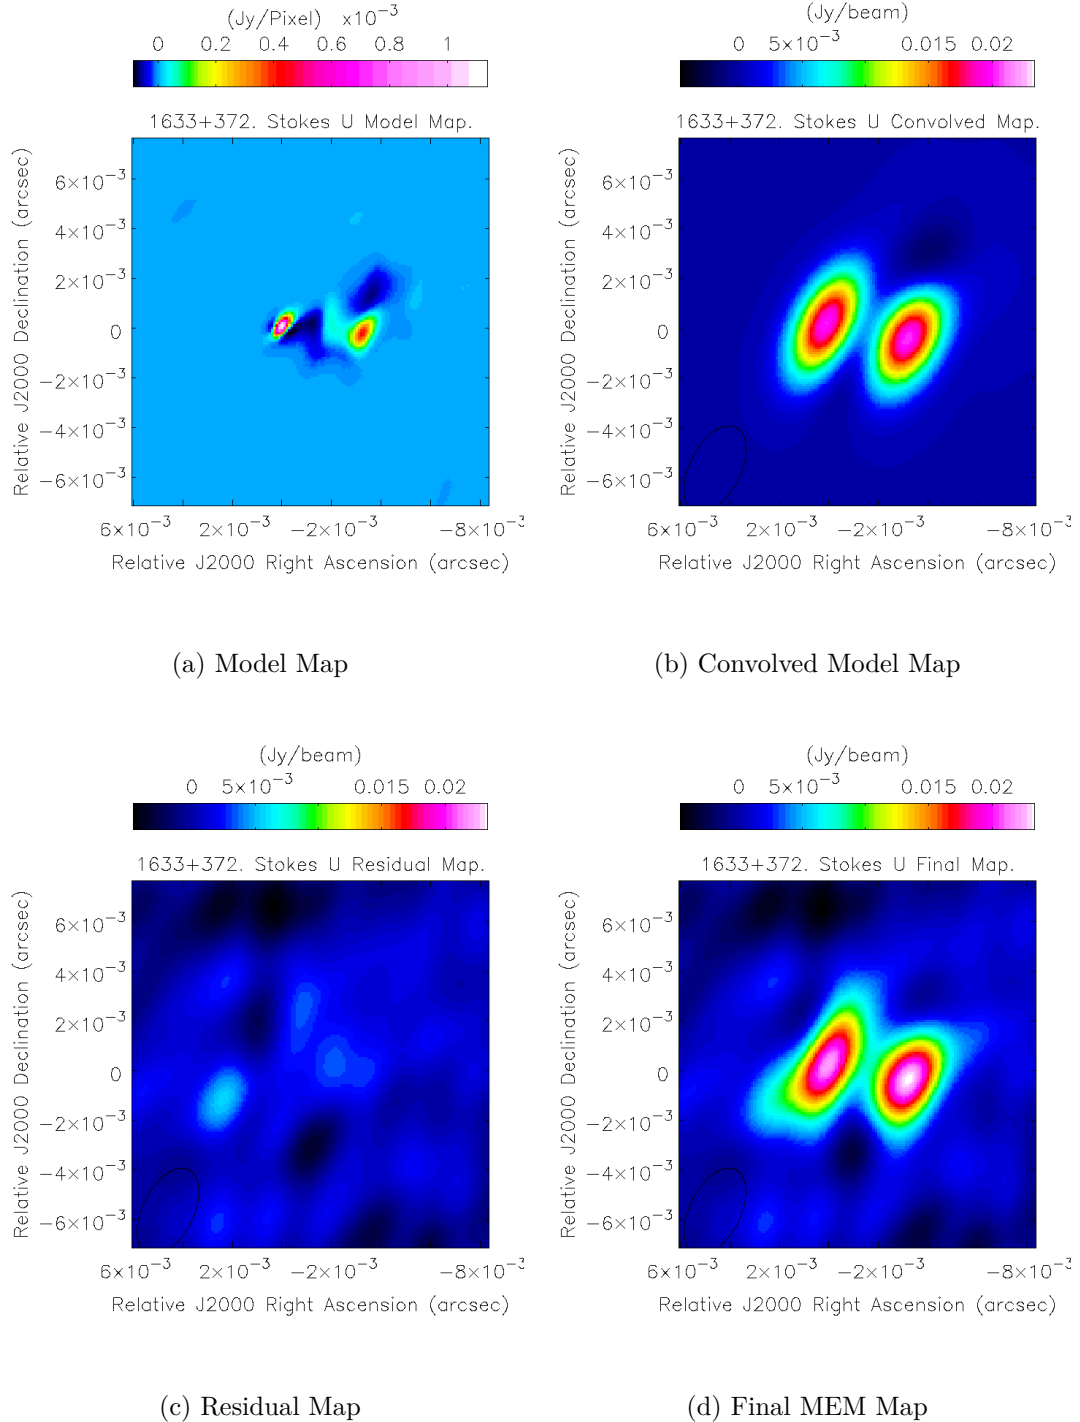 (Jy/Pixel) ×10⁻³
0 0.2 0.4 0.6 0.8 1
1633+372. Stokes U Model Map.
Relative J2000 Declination (arcsec)
6×10⁻³
4×10⁻³
2×10⁻³
0
−2×10⁻³
−4×10⁻³
−6×10⁻³
6×10⁻³ 2×10⁻³ −2×10⁻³ −8×10⁻³
Relative J2000 Right Ascension (arcsec)
(a) Model Map
(Jy/beam)
0 5×10⁻³ 0.015 0.02
1633+372. Stokes U Convolved Map.
Relative J2000 Declination (arcsec)
6×10⁻³
4×10⁻³
2×10⁻³
0
−2×10⁻³
−4×10⁻³
−6×10⁻³
6×10⁻³ 2×10⁻³ −2×10⁻³ −8×10⁻³
Relative J2000 Right Ascension (arcsec)
(b) Convolved Model Map
(Jy/beam)
0 5×10⁻³ 0.015 0.02
1633+372. Stokes U Residual Map.
Relative J2000 Declination (arcsec)
6×10⁻³
4×10⁻³
2×10⁻³
0
−2×10⁻³
−4×10⁻³
−6×10⁻³
6×10⁻³ 2×10⁻³ −2×10⁻³ −8×10⁻³
Relative J2000 Right Ascension (arcsec)
(c) Residual Map
(Jy/beam)
0 5×10⁻³ 0.015 0.02
1633+372. Stokes U Final Map.
Relative J2000 Declination (arcsec)
6×10⁻³
4×10⁻³
2×10⁻³
0
−2×10⁻³
−4×10⁻³
−6×10⁻³
6×10⁻³ 2×10⁻³ −2×10⁻³ −8×10⁻³
Relative J2000 Right Ascension (arcsec)
(d) Final MEM Map